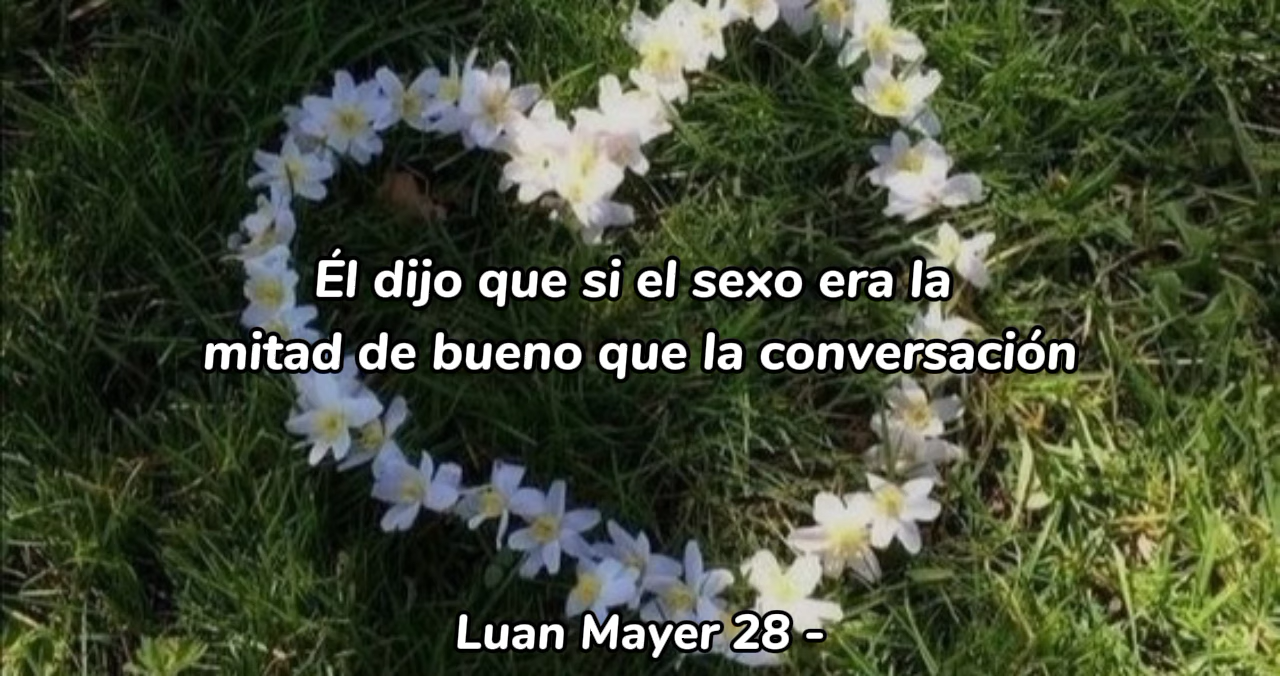 Él dijo que si el sexo era la
mitad de bueno que la conversación
Luan Mayer 28 -